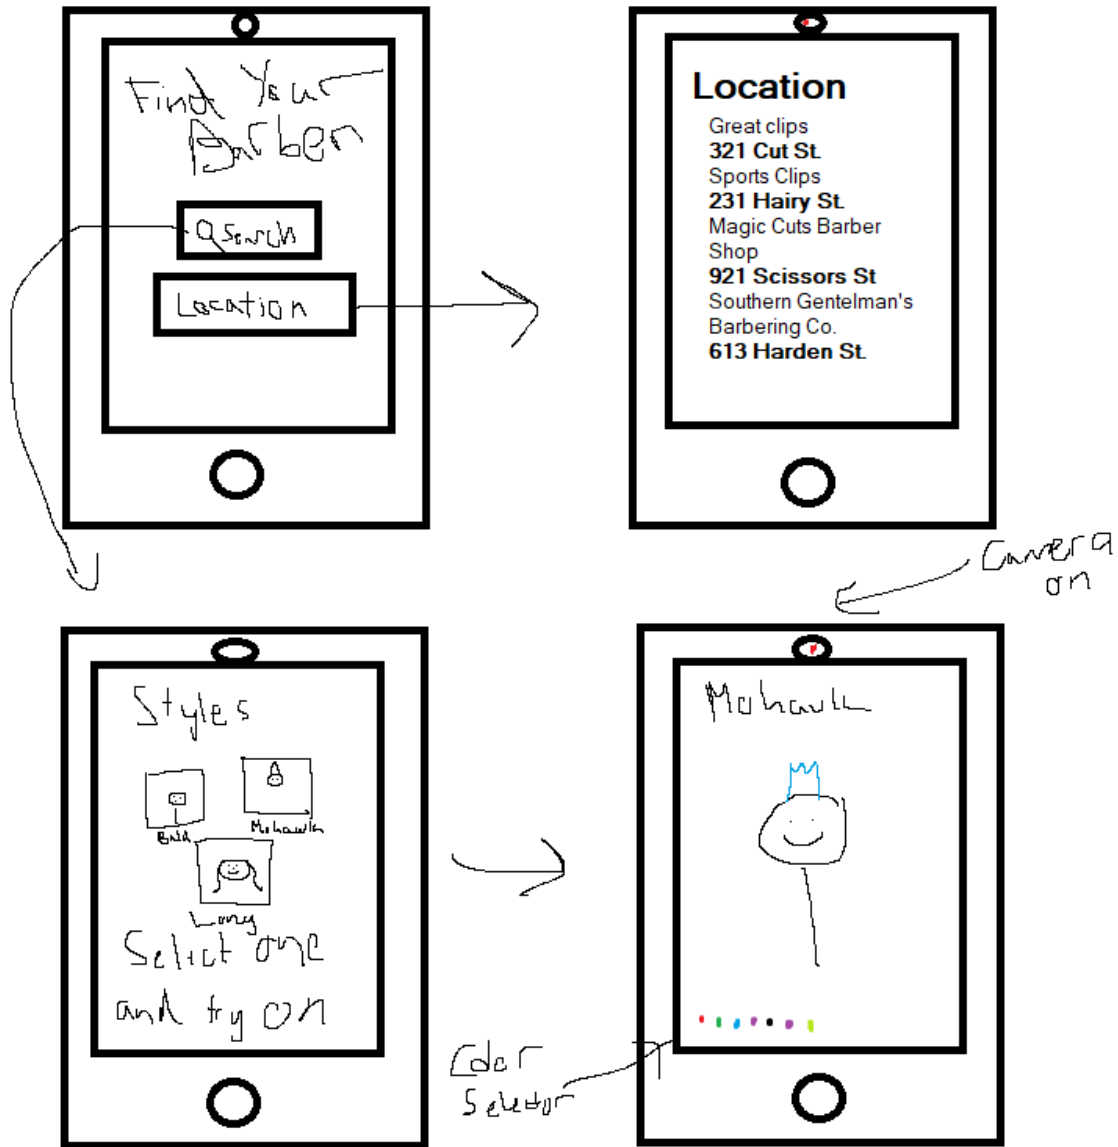 Find Your
Barber
Search
Location
Location
Great clips
321 Cut St.
Sports Clips
231 Hairy St.
Magic Cuts Barber
Shop
921 Scissors St
Southern Gentelman's
Barbering Co.
613 Harden St.
Camera
on
Styles
Mohawk
Long
Select one
and try on
Mohawk
Color
Selector